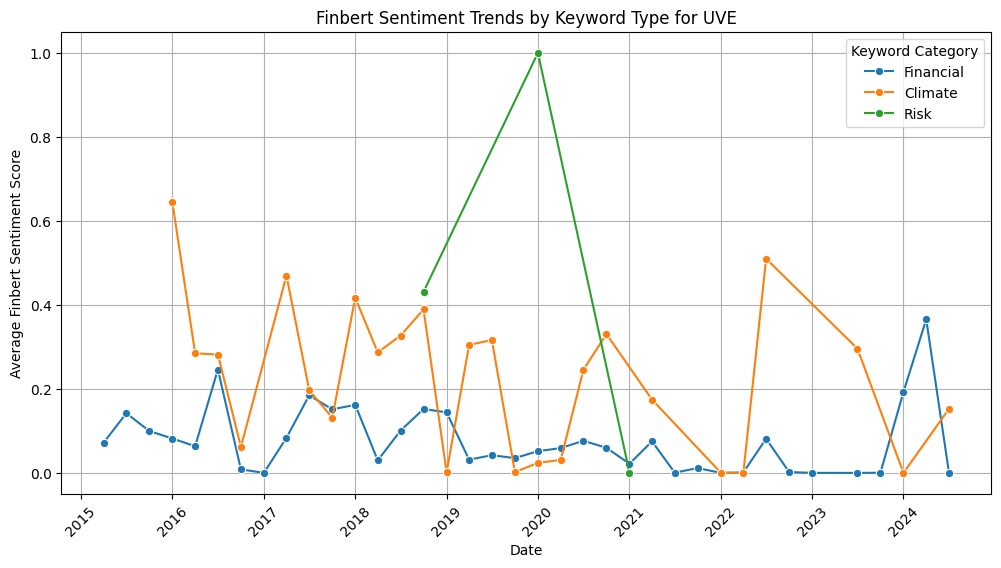 Finbert Sentiment Trends by Keyword Type for UVE
Keyword Category
Financial
Climate
Risk
Average Finbert Sentiment Score
1.0
0.8
0.6
0.4
0.2
0.0
2015
2016
2017
2018
2019
2020
2021
2022
2023
2024
Date